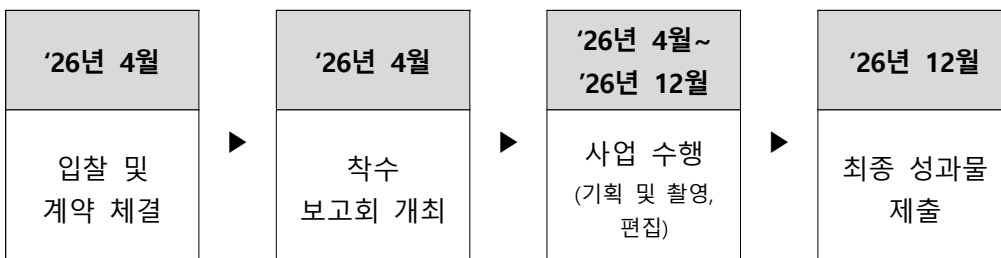 ‘26년 4월
입찰 및
계약 체결
▶
‘26년 4월
착수
보고회 개최
▶
‘26년 4월~
’26년 12월
사업 수행
(기획 및 촬영,
편집)
▶
‘26년 12월
최종 성과물
제출